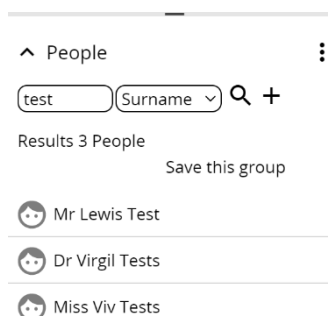 People
test Surname
Results 3 People
Save this group
Mr Lewis Test
Dr Virgil Tests
Miss Viv Tests